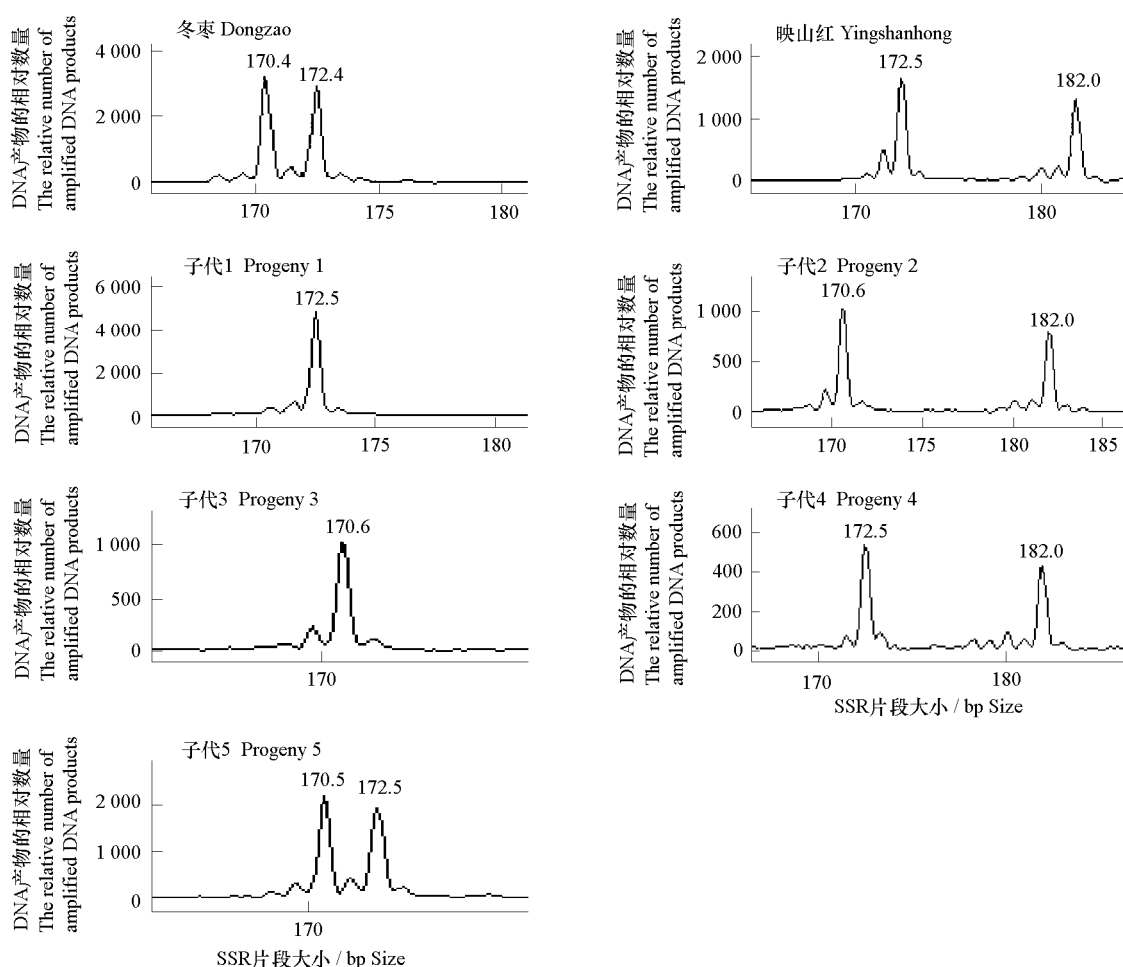 冬枣 Dongzao
DNA产物的相对数量
The relative number of
amplified DNA products
4 000
2 000
0
170.4
172.4
170
175
180
映山红 Yingshanhong
DNA产物的相对数量
The relative number of
amplified DNA products
2 000
1 000
0
172.5
182.0
170
180
子代1 Progeny 1
DNA产物的相对数量
The relative number of
amplified DNA products
6 000
4 000
2 000
0
172.5
170
175
180
子代2 Progeny 2
DNA产物的相对数量
The relative number of
amplified DNA products
1 000
500
0
170.6
182.0
170
175
180
185
子代3 Progeny 3
DNA产物的相对数量
The relative number of
amplified DNA products
1 000
500
0
170.6
170
子代4 Progeny 4
DNA产物的相对数量
The relative number of
amplified DNA products
600
400
200
0
172.5
182.0
170
180
SSR片段大小 / bp Size
子代5 Progeny 5
DNA产物的相对数量
The relative number of
amplified DNA products
2 000
1 000
0
170.5
172.5
170
SSR片段大小 / bp Size